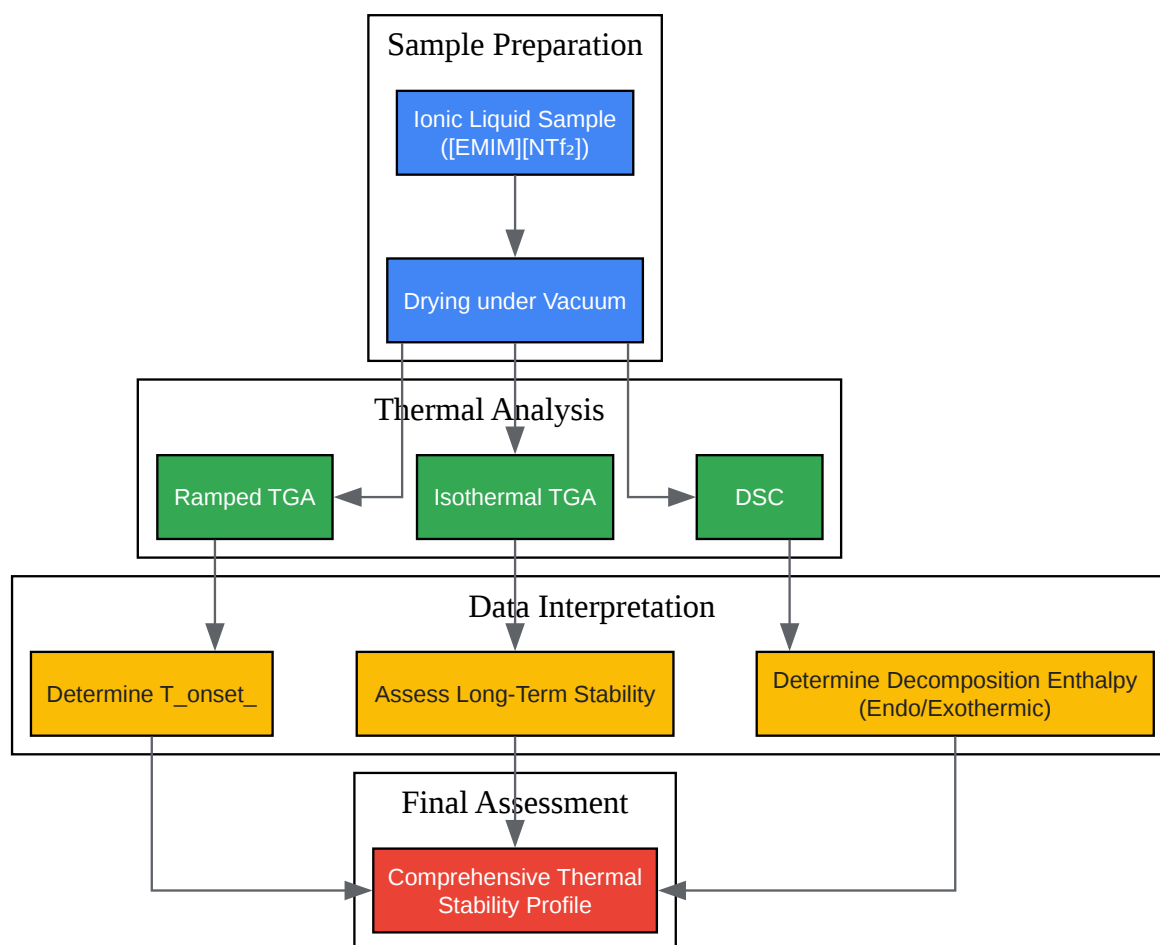 Sample Preparation
Ionic Liquid Sample
([EMIM][NTf₂])
Drying under Vacuum
Thermal Analysis
Ramped TGA
Isothermal TGA
DSC
Data Interpretation
Determine T_onset_
Assess Long-Term Stability
Determine Decomposition Enthalpy
(Endo/Exothermic)
Final Assessment
Comprehensive Thermal
Stability Profile